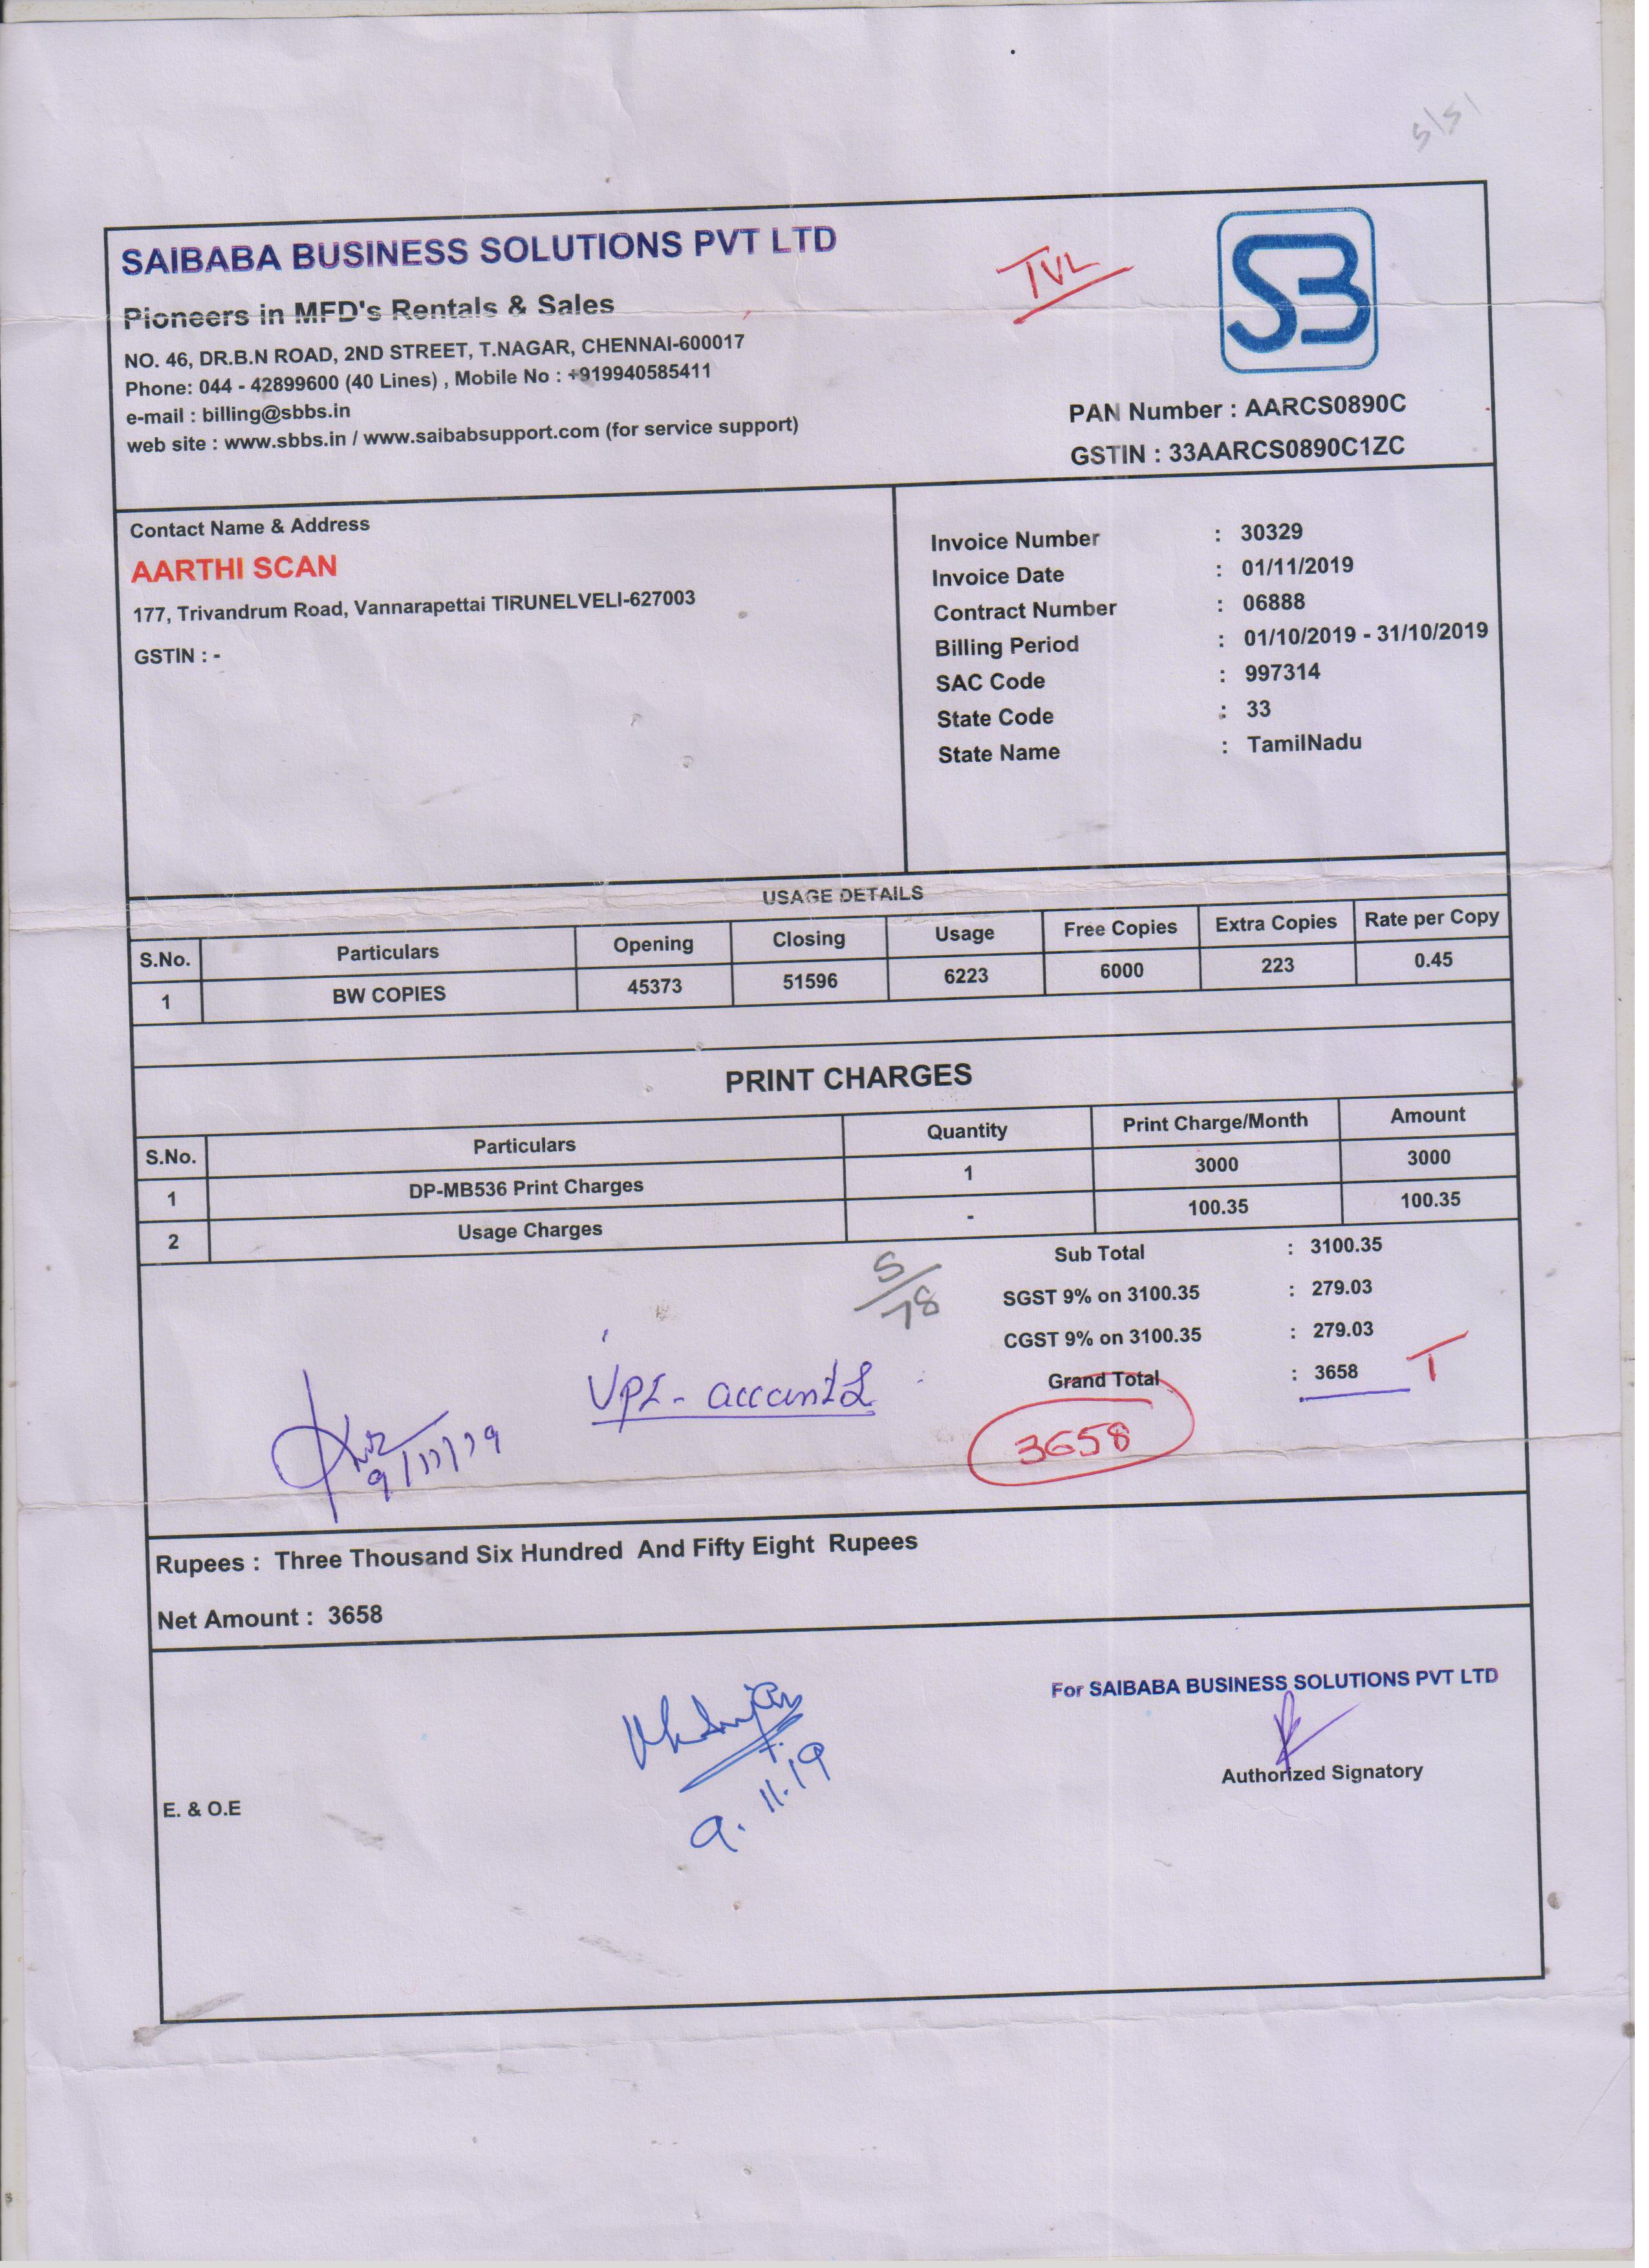 5/51
SAIBABA BUSINESS SOLUTIONS PVT LTD
TVL
SB
Pioneers in MFD's Rentals & Sales
NO. 46, DR.B.N ROAD, 2ND STREET, T.NAGAR, CHENNAI-600017
Phone: 044 - 42899600 (40 Lines) , Mobile No : +919940585411
e-mail : billing@sbbs.in
web site : www.sbbs.in / www.saibabsupport.com (for service support)
PAN Number : AARCS0890C
GSTIN : 33AARCS0890C1ZC
Contact Name & Address
AARTHI SCAN
177, Trivandrum Road, Vannarapettai TIRUNELVELI-627003
GSTIN : -
Invoice Number : 30329
Invoice Date : 01/11/2019
Contract Number : 06888
Billing Period : 01/10/2019 - 31/10/2019
SAC Code : 997314
State Code : 33
State Name : TamilNadu
USAGE DETAILS
S.No. Particulars Opening Closing Usage Free Copies Extra Copies Rate per Copy
1 BW COPIES 45373 51596 6223 6000 223 0.45
PRINT CHARGES
S.No. Particulars Quantity Print Charge/Month Amount
1 DP-MB536 Print Charges 1 3000 3000
2 Usage Charges - 100.35 100.35
Sub Total : 3100.35
SGST 9% on 3100.35 : 279.03
CGST 9% on 3100.35 : 279.03
Grand Total : 3658 T
5/18
3658
9/11/19
Rupees : Three Thousand Six Hundred And Fifty Eight Rupees
Net Amount : 3658
For SAIBABA BUSINESS SOLUTIONS PVT LTD
Authorized Signatory
9.11.19
E. & O.E